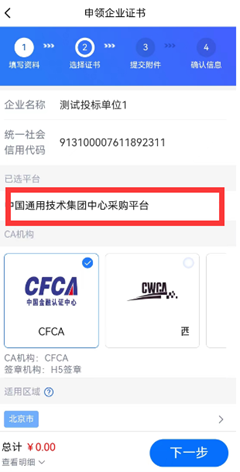 申领企业证书
1 2 3 4
填写资料 选择证书 提交附件 确认信息
企业名称 测试投标单位1
统一社会
信用代码 913100007611892311
已选平台
中国通用技术集团中心采购平台
CA机构
CFCA
中国金融认证中心
CWCA
CFCA 西
CA机构：CFCA
签章机构：H5签章
适用区域 ?
北京市
总计 ¥0.00
查看明细
下一步